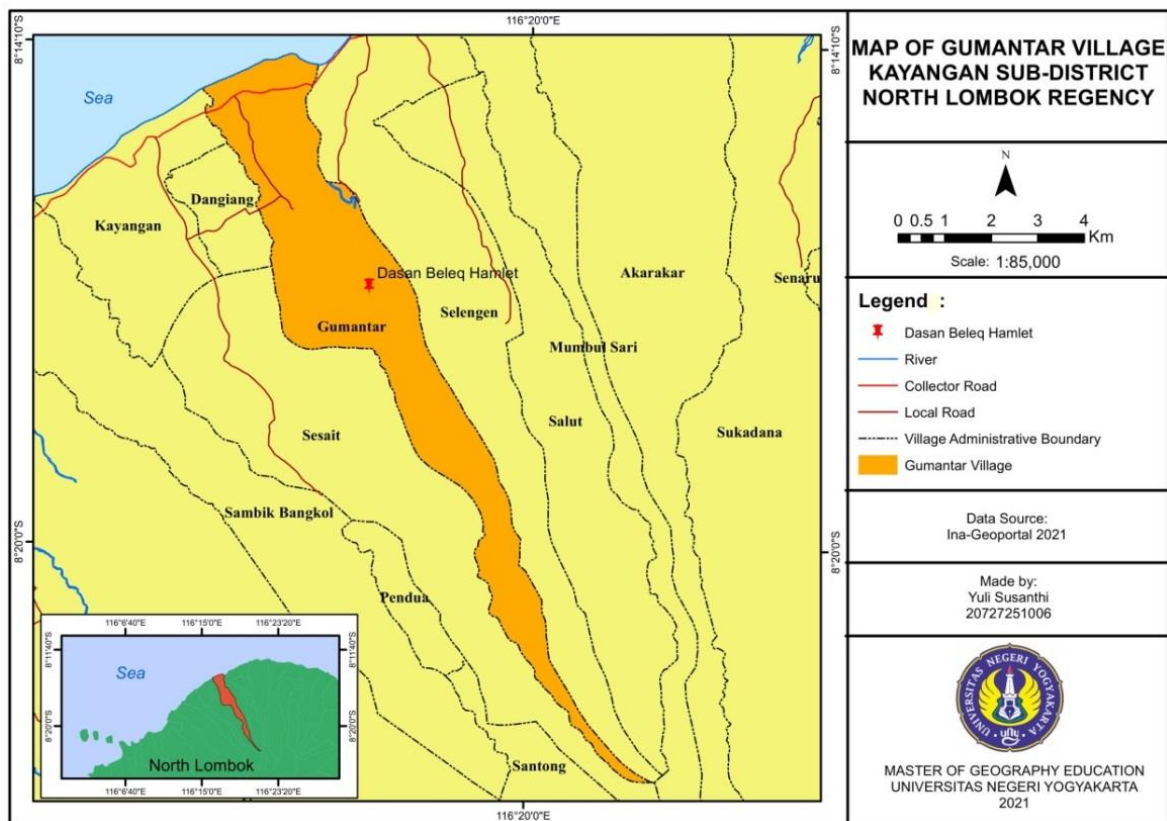 116°20'0"E
8°14'10"S
8°14'10"S
Sea
Dangiang
Kayangan
Dasan Beleq Hamlet
Akarakar
Senaru
Selengen
Gumantar
Mumbul Sari
Salut
Sesait
Sukadana
Sambik Bangkol
8°20'0"S
8°20'0"S
Pendua
Santong
116°20'0"E
116°6'40"E 116°15'0"E 116°23'20"E
8°11'40"S
8°11'40"S
Sea
8°20'0"S
8°20'0"S
North Lombok
116°6'40"E 116°15'0"E 116°23'20"E
MAP OF GUMANTAR VILLAGE
KAYANGAN SUB-DISTRICT
NORTH LOMBOK REGENCY
N
0 0.5 1 2 3 4
Km
Scale: 1:85,000
Legend :
Dasan Beleq Hamlet
River
Collector Road
Local Road
Village Administrative Boundary
Gumantar Village
Data Source:
Ina-Geoportal 2021
Made by:
Yuli Susanthi
20727251006
UNIVERSITAS NEGERI YOGYAKARTA
MASTER OF GEOGRAPHY EDUCATION
UNIVERSITAS NEGERI YOGYAKARTA
2021